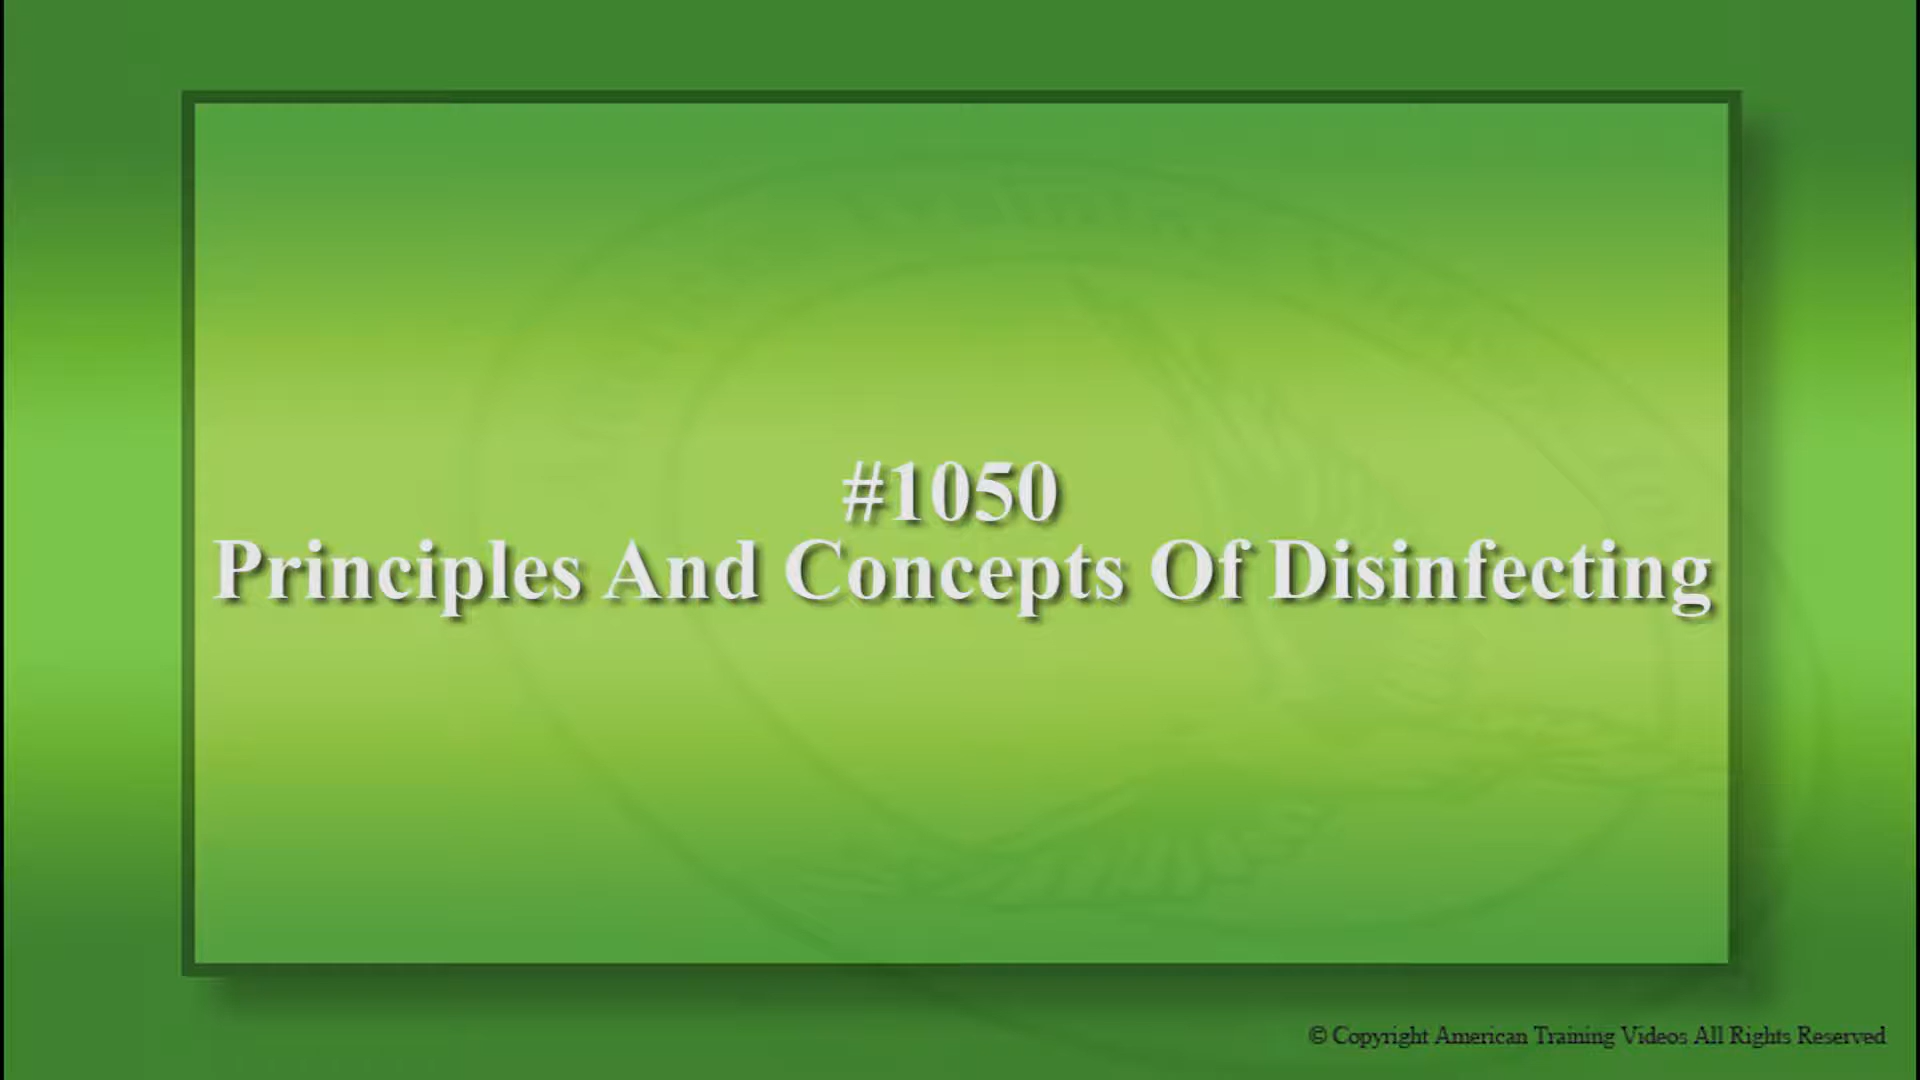 #1050
Principles And Concepts Of Disinfecting
© Copyright American Training Videos All Rights Reserved